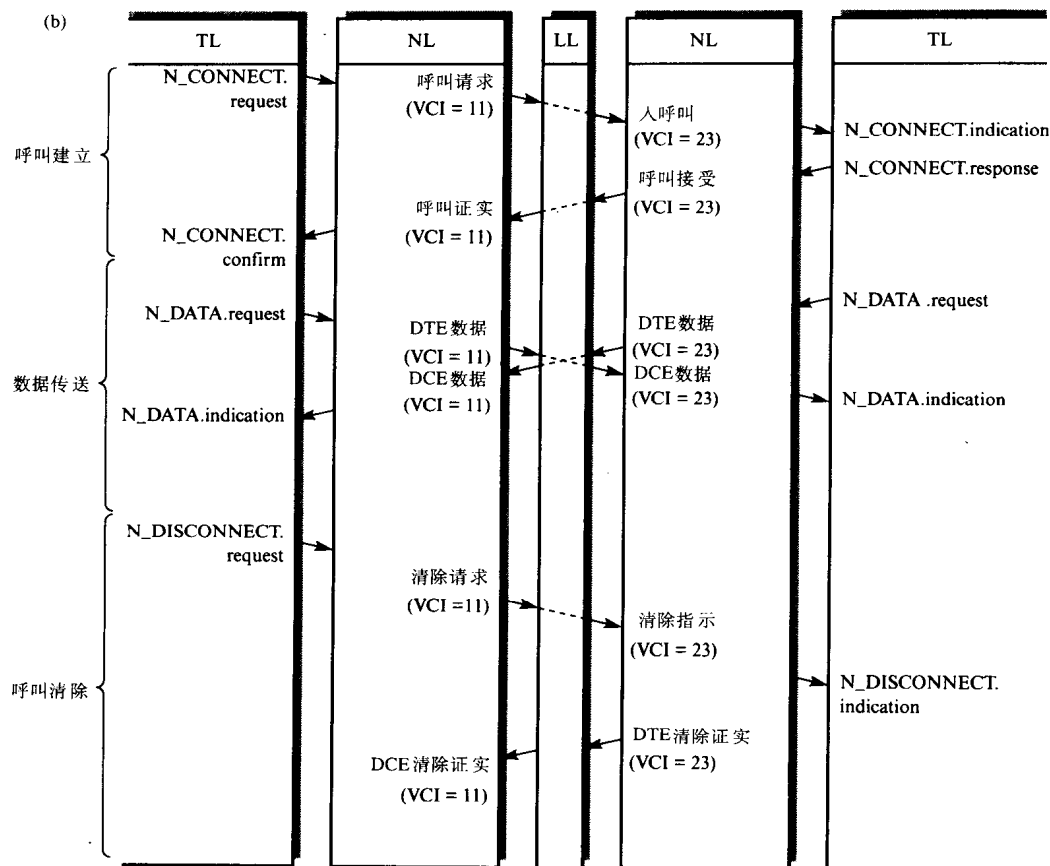 (b)
TL NL LL NL TL
N_CONNECT.
request
呼叫请求
(VCI = 11)
人呼叫
(VCI = 23)
N_CONNECT.indication
呼叫建立
N_CONNECT.response
呼叫接受
(VCI = 23)
呼叫证实
(VCI = 11)
N_CONNECT.
confirm
N_DATA.request
N_DATA .request
DTE数据
(VCI = 11)
DCE数据
(VCI = 11)
DTE数据
(VCI = 23)
DCE数据
(VCI = 23)
数据传送
N_DATA.indication
N_DATA.indication
N_DISCONNECT.
request
清除请求
(VCI =11)
清除指示
(VCI = 23)
呼叫清除
N_DISCONNECT.
indication
DTE清除证实
(VCI = 23)
DCE清除证实
(VCI = 11)